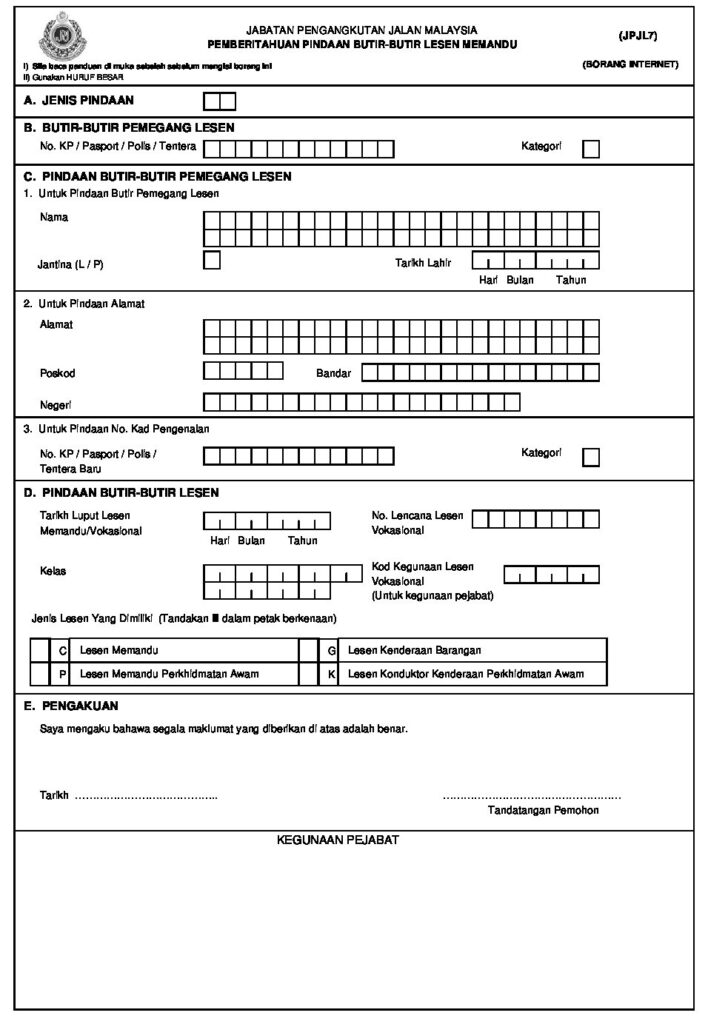 JABATAN PENGANGKUTAN JALAN MALAYSIA
PEMBERITAHUAN PINDAAN BUTIR-BUTIR LESEN MEMANDU
(JPJL7)
(BORANG INTERNET)
I) Sila baca panduan di muka sebelah sebelum mengisi borang ini
II) Gunakan HURUF BESAR
A. JENIS PINDAAN
B. BUTIR-BUTIR PEMEGANG LESEN
No. KP / Pasport / Polis / Tentera Kategori
C. PINDAAN BUTIR-BUTIR PEMEGANG LESEN
1. Untuk Pindaan Butir Pemegang Lesen
Nama
Jantina (L / P) Tarikh Lahir
Hari Bulan Tahun
2. Untuk Pindaan Alamat
Alamat
Poskod Bandar
Negeri
3. Untuk Pindaan No. Kad Pengenalan
No. KP / Pasport / Polis / Kategori
Tentera Baru
D. PINDAAN BUTIR-BUTIR LESEN
Tarikh Luput Lesen No. Lencana Lesen
Memandu/Vokasional Vokasional
Hari Bulan Tahun
Kelas Kod Kegunaan Lesen
Vokasional
(Untuk kegunaan pejabat)
Jenis Lesen Yang Dimiliki (Tandakan ■ dalam petak berkenaan)
C Lesen Memandu G Lesen Kenderaan Barangan
P Lesen Memandu Perkhidmatan Awam K Lesen Konduktor Kenderaan Perkhidmatan Awam
E. PENGAKUAN
Saya mengaku bahawa segala maklumat yang diberikan di atas adalah benar.
Tarikh ........................................ ..................................................
Tandatangan Pemohon
KEGUNAAN PEJABAT